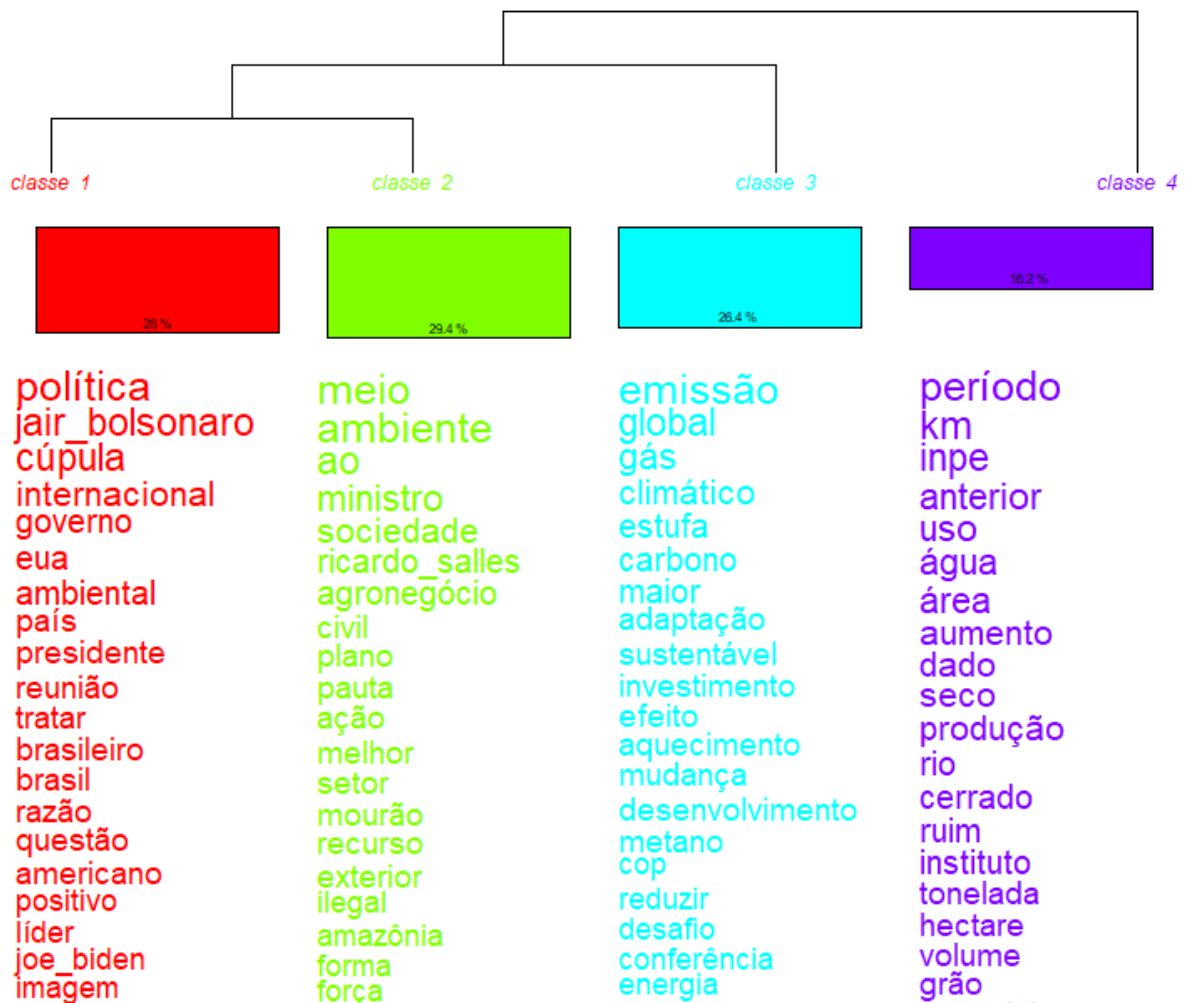 classe 1
classe 2
classe 3
classe 4
28 %
29.4 %
26.4 %
16.2 %
política
jair_bolsonaro
cúpula
internacional
governo
eua
ambiental
país
presidente
reunião
tratar
brasileiro
brasil
razão
questão
americano
positivo
líder
joe_biden
imagem
meio
ambiente
ao
ministro
sociedade
ricardo_salles
agronegócio
civil
plano
pauta
ação
melhor
setor
mourão
recurso
exterior
ilegal
amazônia
forma
força
emissão
global
gás
climático
estufa
carbono
maior
adaptação
sustentável
investimento
efeito
aquecimento
mudança
desenvolvimento
metano
cop
reduzir
desafio
conferência
energia
período
km
inpe
anterior
uso
água
área
aumento
dado
seco
produção
rio
cerrado
ruim
instituto
tonelada
hectare
volume
grão